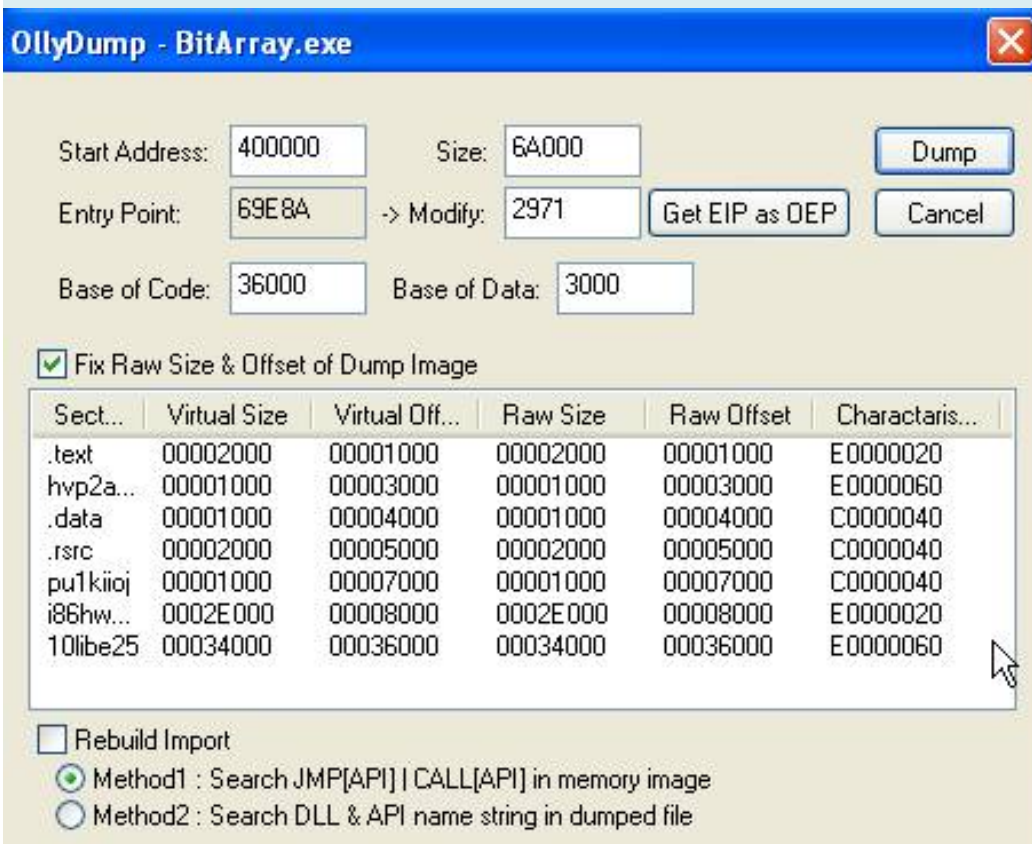 OllyDump - BitArray.exe
Start Address: 400000 Size: 6A000 Dump
Entry Point: 69E8A -> Modify: 2971 Get EIP as OEP Cancel
Base of Code: 36000 Base of Data: 3000
Fix Raw Size & Offset of Dump Image
Sect... Virtual Size Virtual Off... Raw Size Raw Offset Charactaris...
.text 00002000 00001000 00002000 00001000 E0000020
hvp2a... 00001000 00003000 00001000 00003000 E0000060
.data 00001000 00004000 00001000 00004000 C0000040
.rsrc 00002000 00005000 00002000 00005000 C0000040
pu1kiioj 00001000 00007000 00001000 00007000 C0000040
i86hw... 0002E000 00008000 0002E000 00008000 E0000020
10libe25 00034000 00036000 00034000 00036000 E0000060
Rebuild Import
Method1 : Search JMP[API] | CALL[API] in memory image
Method2 : Search DLL & API name string in dumped file